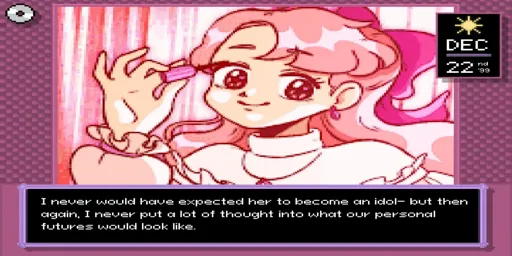 DEC
22 nd '99
I never would have expected her to become an idol- but then
again, I never put a lot of thought into what our personal
futures would look like.